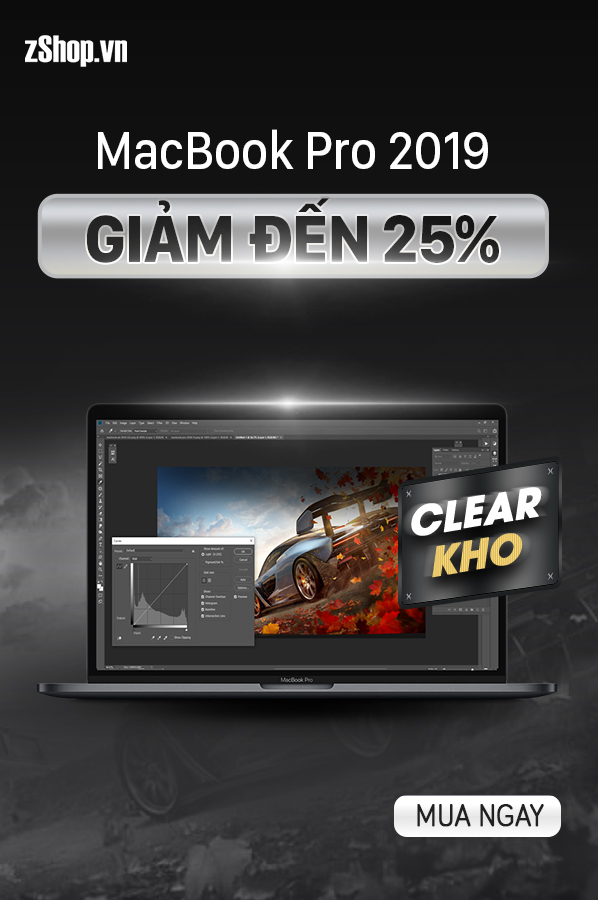 zShop.vn
MacBook Pro 2019
GIẢM ĐẾN 25%
CLEAR
KHO
MacBook Pro
MUA NGAY